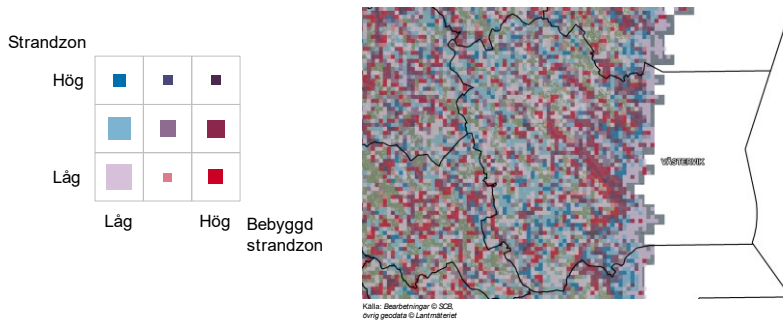 Strandzon
Hög
Låg
Låg
Hög
Bebyggd
strandzon
VÄSTERVIK
Källa: Bearbetningar © SCB,
övrig geodata © Lantmäteriet